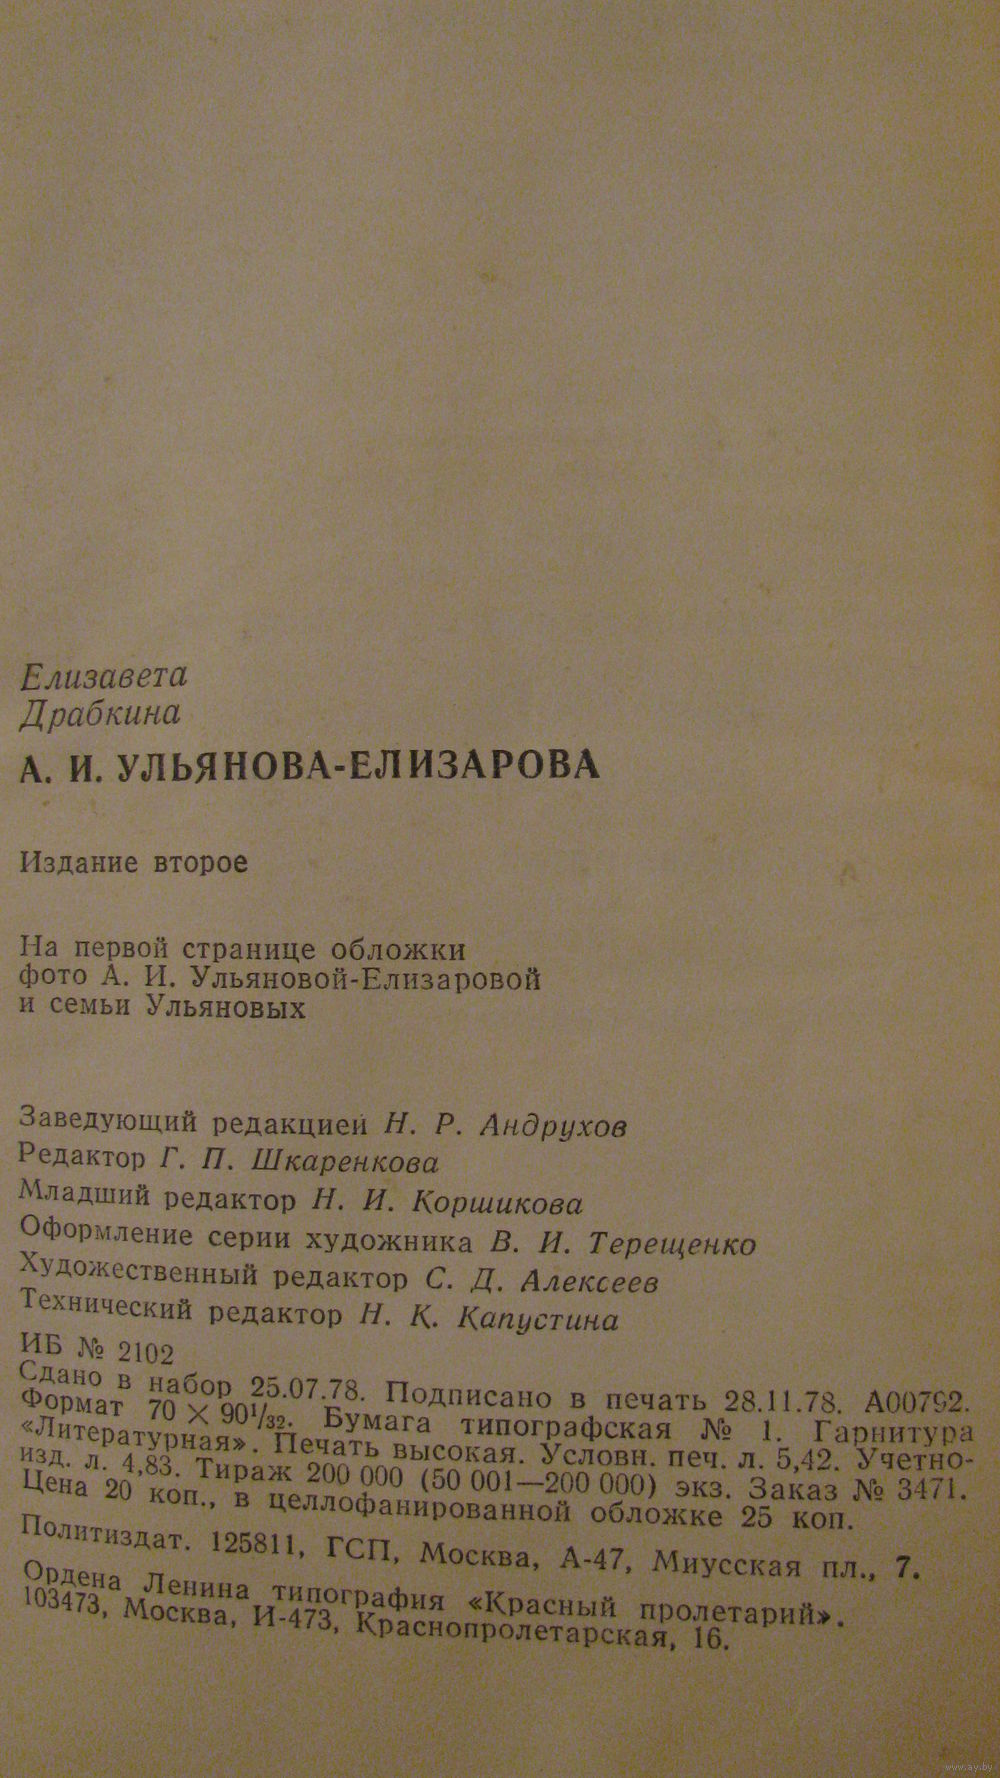 Елизавета
Драбкина
А. И. УЛЬЯНОВА-ЕЛИЗАРОВА
Издание второе
На первой странице обложки
фото А. И. Ульяновой-Елизаровой
и семьи Ульяновых
Заведующий редакцией Н. Р. Андрухов
Редактор Г. П. Шкаренкова
Младший редактор Н. И. Коршикова
Оформление серии художника В. И. Терещенко
Художественный редактор С. Д. Алексеев
Технический редактор Н. К. Капустина
ИБ № 2102
Сдано в набор 25.07.78. Подписано в печать 28.11.78. А00792.
Формат 70 × 90¹/₃₂. Бумага типографская № 1. Гарнитура
«Литературная». Печать высокая. Условн. печ. л. 5,42. Учетно-
изд. л. 4,83. Тираж 200 000 (50 001—200 000) экз. Заказ № 3471.
Цена 20 коп., в целлофанированной обложке 25 коп.
Политиздат. 125811, ГСП, Москва, А-47, Миусская пл., 7.
Ордена Ленина типография «Красный пролетарий».
103473, Москва, И-473, Краснопролетарская, 16.
www.ay.by